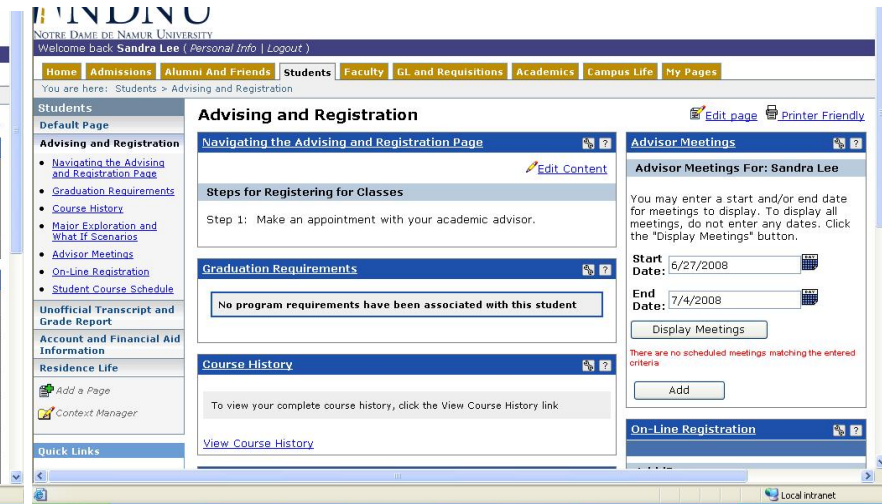 NDNU
NOTRE DAME DE NAMUR UNIVERSITY
Welcome back Sandra Lee ( Personal Info | Logout )
Home Admissions Alumni And Friends Students Faculty GL and Requisitions Academics Campus Life My Pages
You are here: Students > Advising and Registration
Students
Default Page
Advising and Registration
Navigating the Advising
and Registration Page
Graduation Requirements
Course History
Major Exploration and
What If Scenarios
Advisor Meetings
On-Line Registration
Student Course Schedule
Unofficial Transcript and
Grade Report
Account and Financial Aid
Information
Residence Life
Add a Page
Context Manager
Quick Links
Advising and Registration
Edit page Printer Friendly
Navigating the Advising and Registration Page ?
Edit Content
Steps for Registering for Classes
Step 1: Make an appointment with your academic advisor.
Graduation Requirements ?
No program requirements have been associated with this student
Course History ?
To view your complete course history, click the View Course History link
View Course History
Advisor Meetings ?
Advisor Meetings For: Sandra Lee
You may enter a start and/or end date
for meetings to display. To display all
meetings, do not enter any dates. Click
the "Display Meetings" button.
Start
Date: 6/27/2008
End
Date: 7/4/2008
Display Meetings
There are no scheduled meetings matching the entered
criteria
Add
On-Line Registration ?
Local intranet